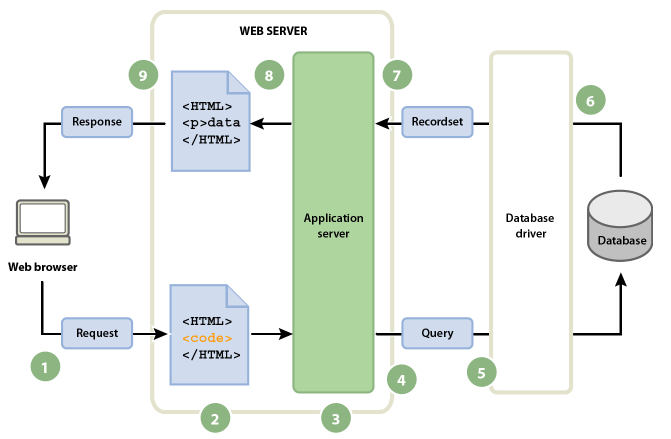 WEB SERVER
9
8
7
6
<HTML>
<p>data
</HTML>
Response
Recordset
Application
server
Database
driver
Database
Web browser
Request
<HTML>
<code>
</HTML>
Query
1
2
3
4
5